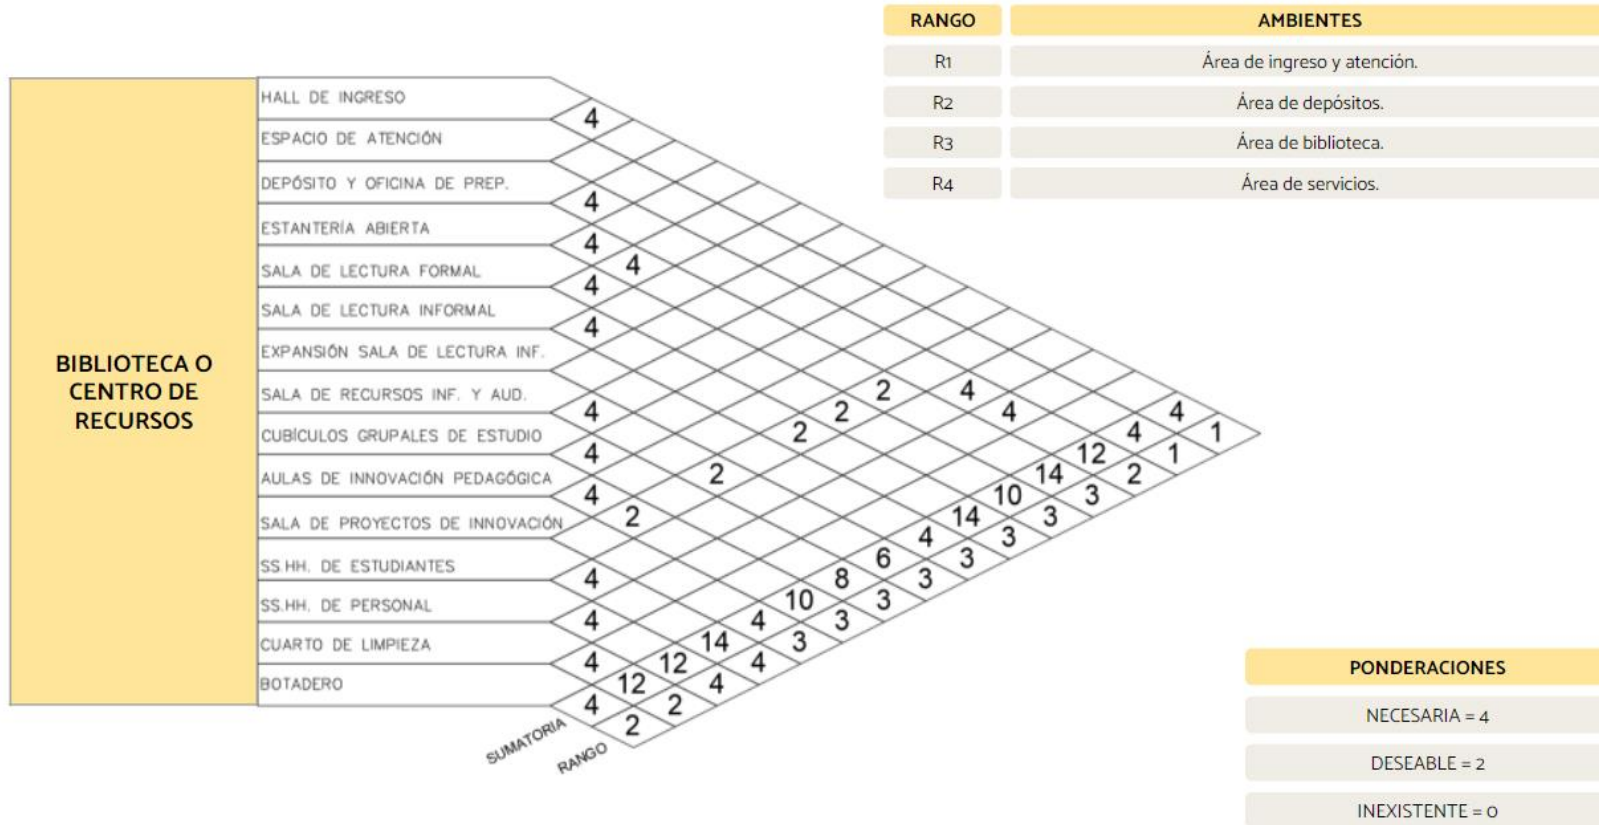 RANGO AMBIENTES
R1 Área de ingreso y atención.
R2 Área de depósitos.
R3 Área de biblioteca.
R4 Área de servicios.
BIBLIOTECA O
CENTRO DE
RECURSOS
HALL DE INGRESO
ESPACIO DE ATENCIÓN
DEPÓSITO Y OFICINA DE PREP.
ESTANTERÍA ABIERTA
SALA DE LECTURA FORMAL
SALA DE LECTURA INFORMAL
EXPANSIÓN SALA DE LECTURA INF.
SALA DE RECURSOS INF. Y AUD.
CUBÍCULOS GRUPALES DE ESTUDIO
AULAS DE INNOVACIÓN PEDAGÓGICA
SALA DE PROYECTOS DE INNOVACIÓN
SS.HH. DE ESTUDIANTES
SS.HH. DE PERSONAL
CUARTO DE LIMPIEZA
BOTADERO
4
4
4
4 4
4
2 4
4 2 4 4
2 4 1
4 12 1
4 2 14 2
4 2 10 3
14 3
4 3
6 3
4 8 3
10 3
4 4 3
14 3
4 12 4
12 4
4 2
2
SUMATORIA
RANGO
PONDERACIONES
NECESARIA = 4
DESEABLE = 2
INEXISTENTE = 0